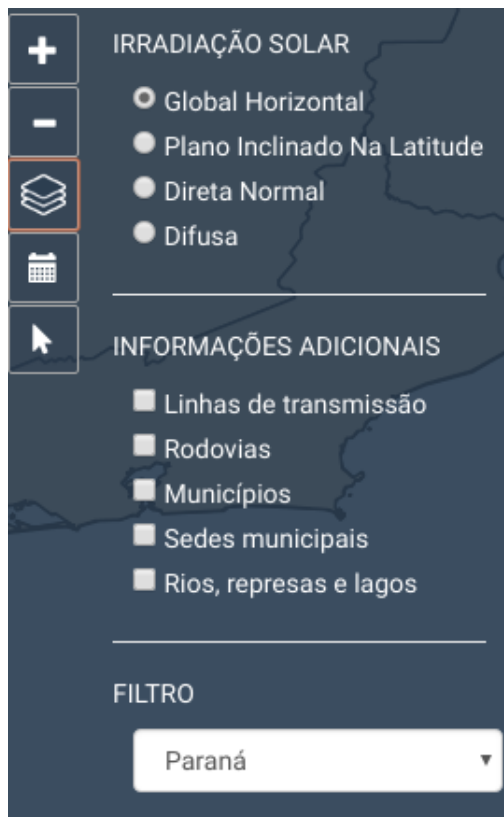 IRRADIAÇÃO SOLAR
Global Horizontal
Plano Inclinado Na Latitude
Direta Normal
Difusa
INFORMAÇÕES ADICIONAIS
Linhas de transmissão
Rodovias
Municípios
Sedes municipais
Rios, represas e lagos
FILTRO
Paraná